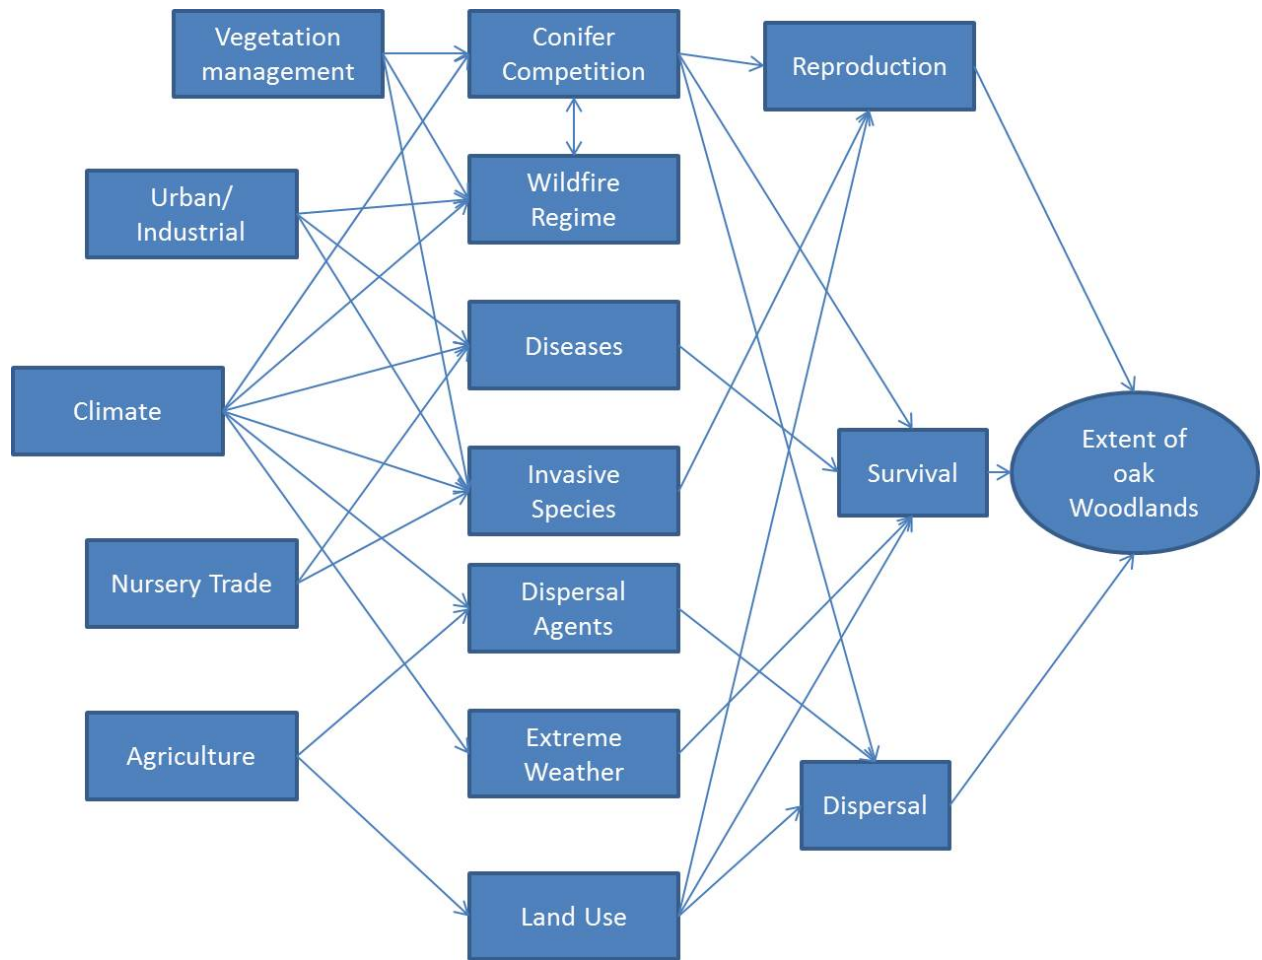 Vegetation
management
Conifer
Competition
Reproduction
Urban/
Industrial
Wildfire
Regime
Diseases
Climate
Invasive
Species
Survival
Extent of
oak
Woodlands
Nursery Trade
Dispersal
Agents
Agriculture
Extreme
Weather
Dispersal
Land Use